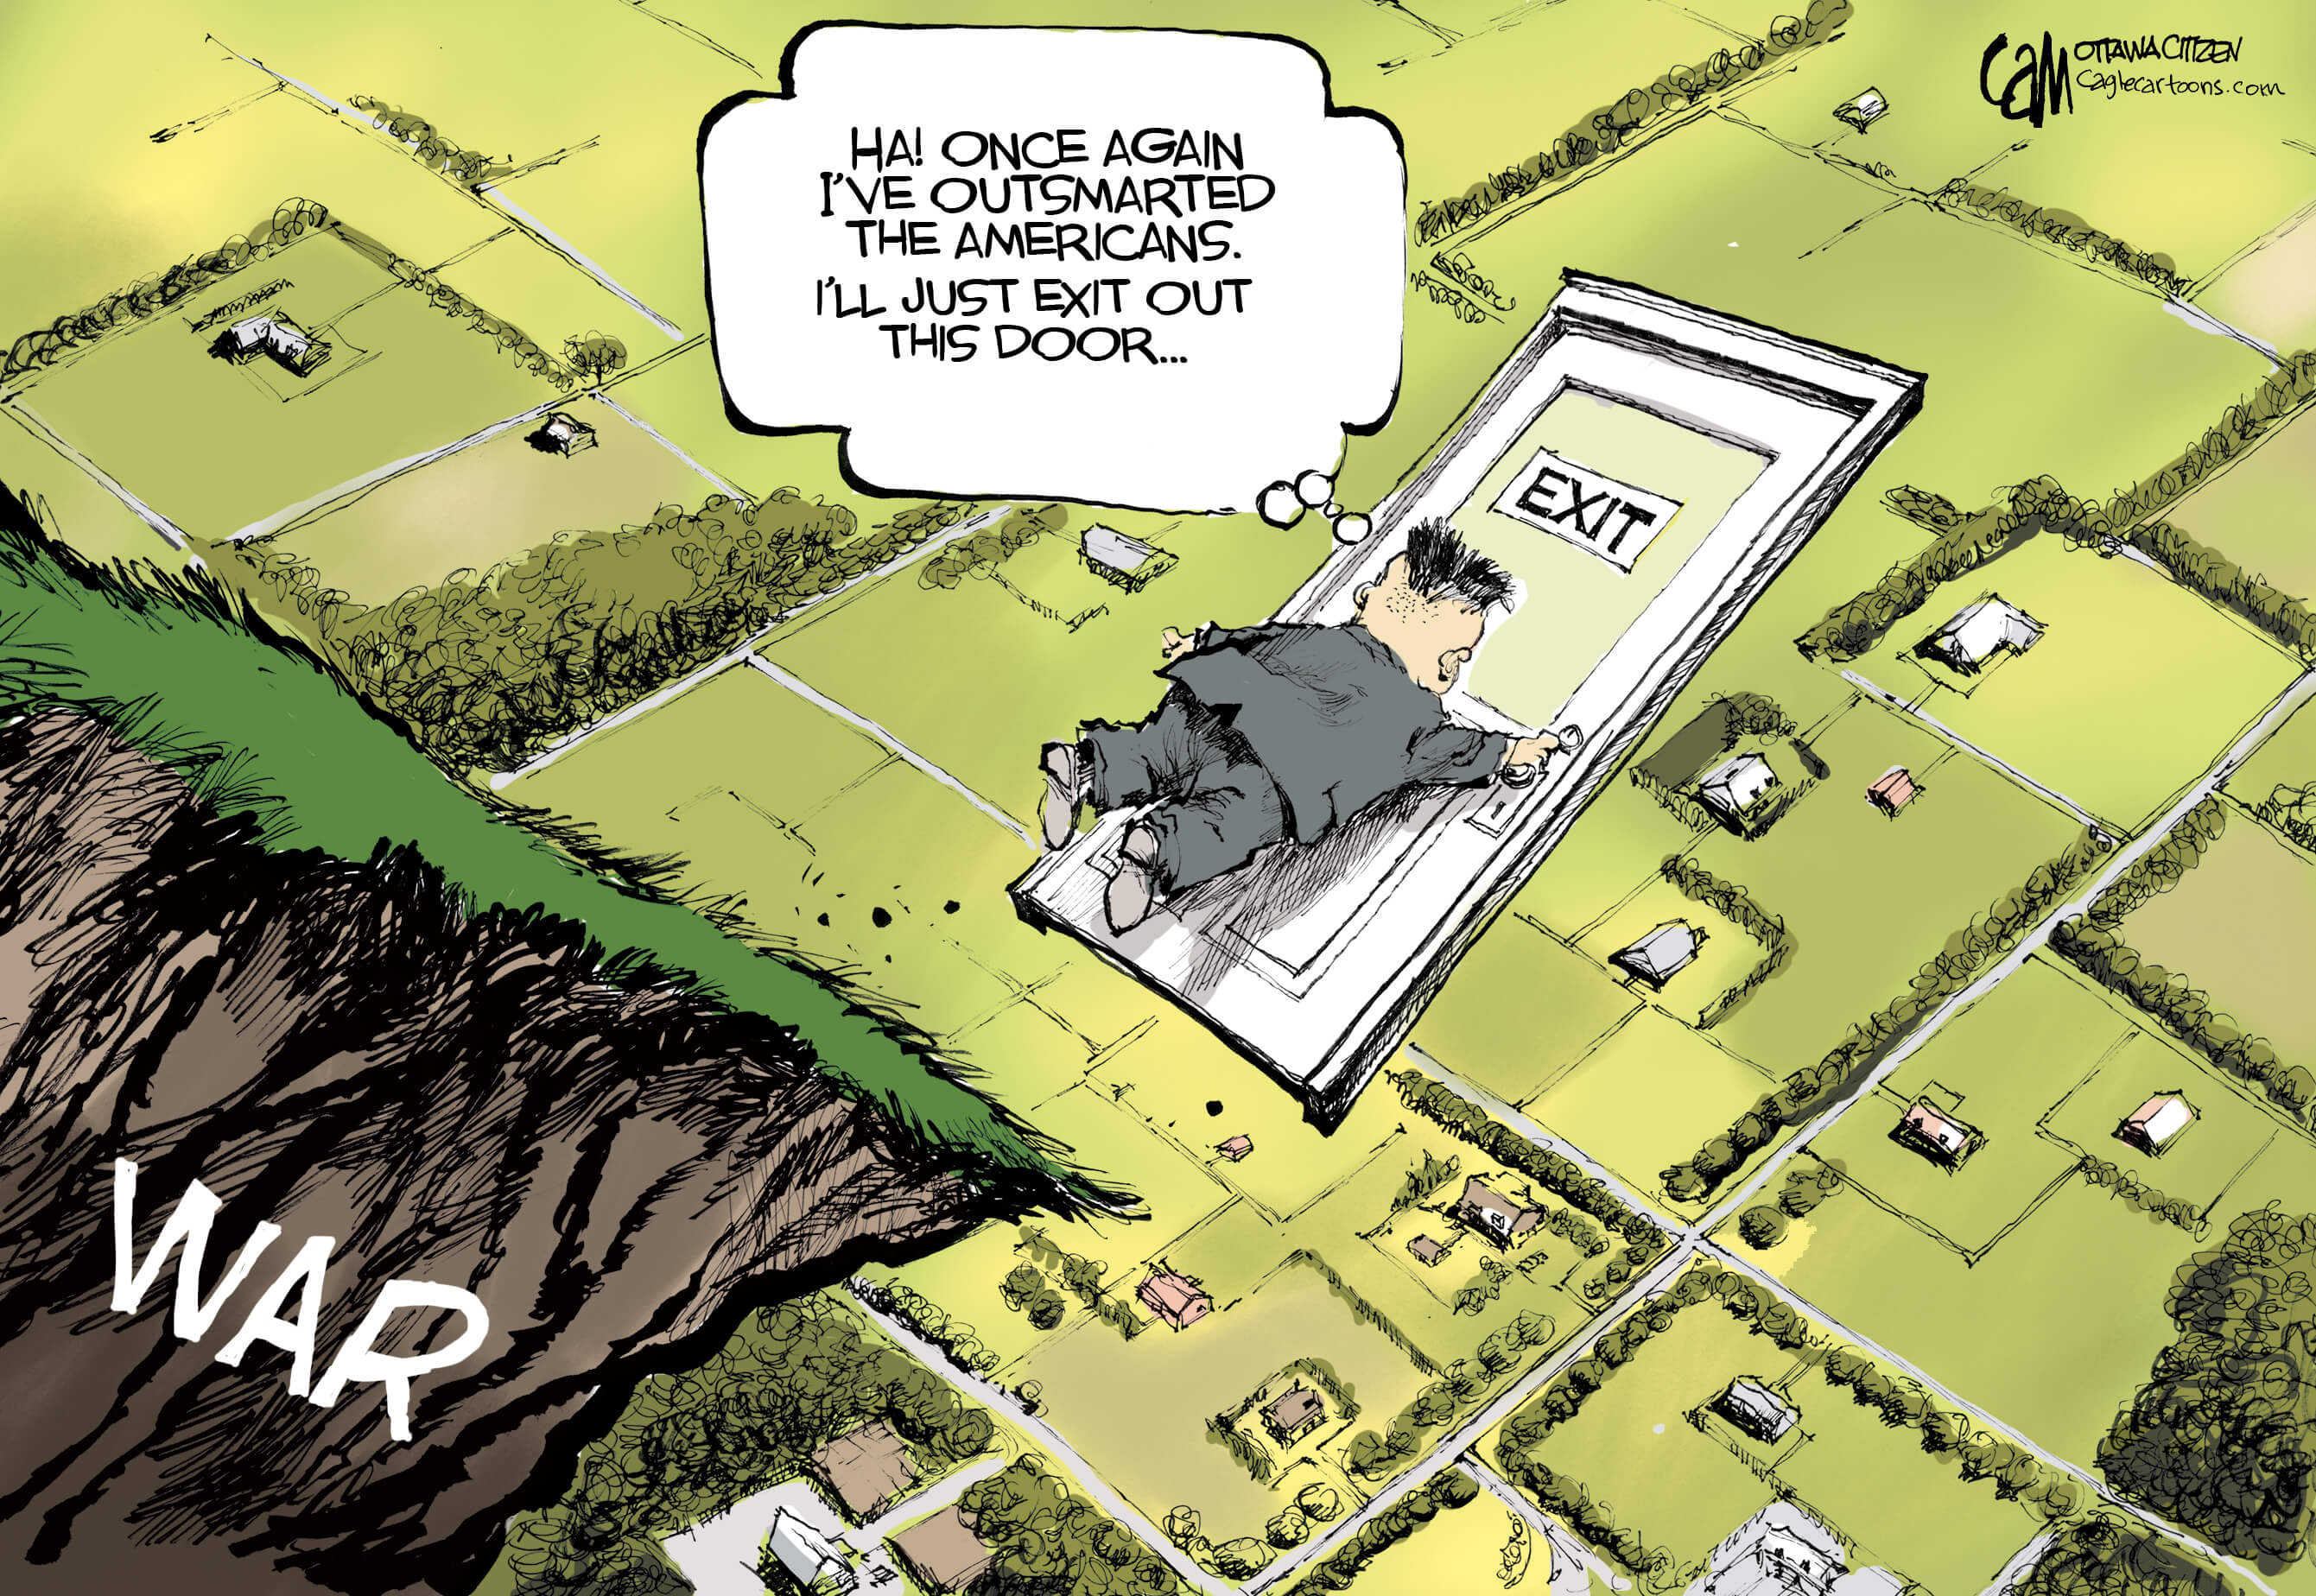 CAM OTTAWA CITIZEN
Caglecartoons.com
HA! ONCE AGAIN
I'VE OUTSMARTED
THE AMERICANS.
I'LL JUST EXIT OUT
THIS DOOR...
EXIT
WAR